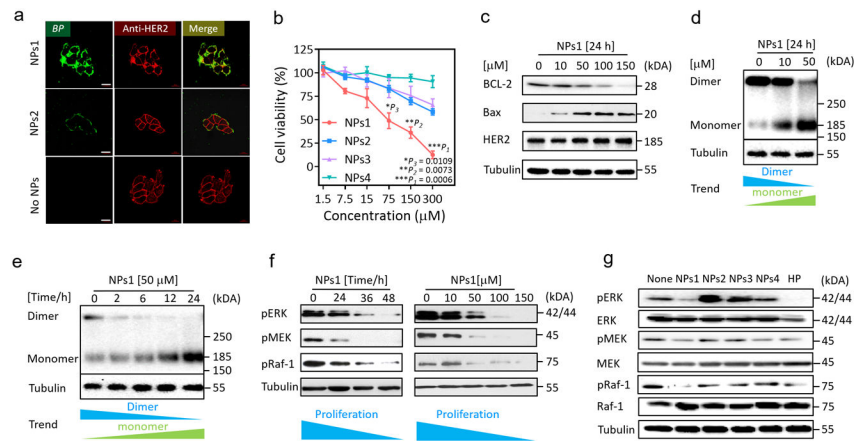 a
BP Anti-HER2 Merge
NPs1
NPs2
No NPs
b
Cell viability (%)
125
100
75
50
25
0
*P3
**P2
***P1
NPs1
NPs2
NPs3
NPs4
*P3 = 0.0109
**P2 = 0.0073
***P1 = 0.0006
1.5 7.5 15 75 150 300
Concentration (μM)
c
NPs1 [24 h]
[μM] 0 10 50 100 150 (kDA)
BCL-2 28
Bax 20
HER2 185
Tubulin 55
d
NPs1 [24 h]
[μM] 0 10 50 (kDA)
Dimer
250
Monomer 185
150
Tubulin 55
Dimer
Trend
monomer
e
NPs1 [50 μM]
[Time/h] 0 2 6 12 24 (kDA)
Dimer
250
Monomer 185
150
Tubulin 55
Dimer
Trend
monomer
f
NPs1 [Time/h] NPs1[μM]
0 24 36 48 0 10 50 100 150 (kDA)
pERK 42/44
pMEK 45
pRaf-1 75
Tubulin 55
Proliferation Proliferation
g
None NPs1 NPs2 NPs3 NPs4 HP (kDA)
pERK 42/44
ERK 42/44
pMEK 45
MEK 45
pRaf-1 75
Raf-1 75
Tubulin 55